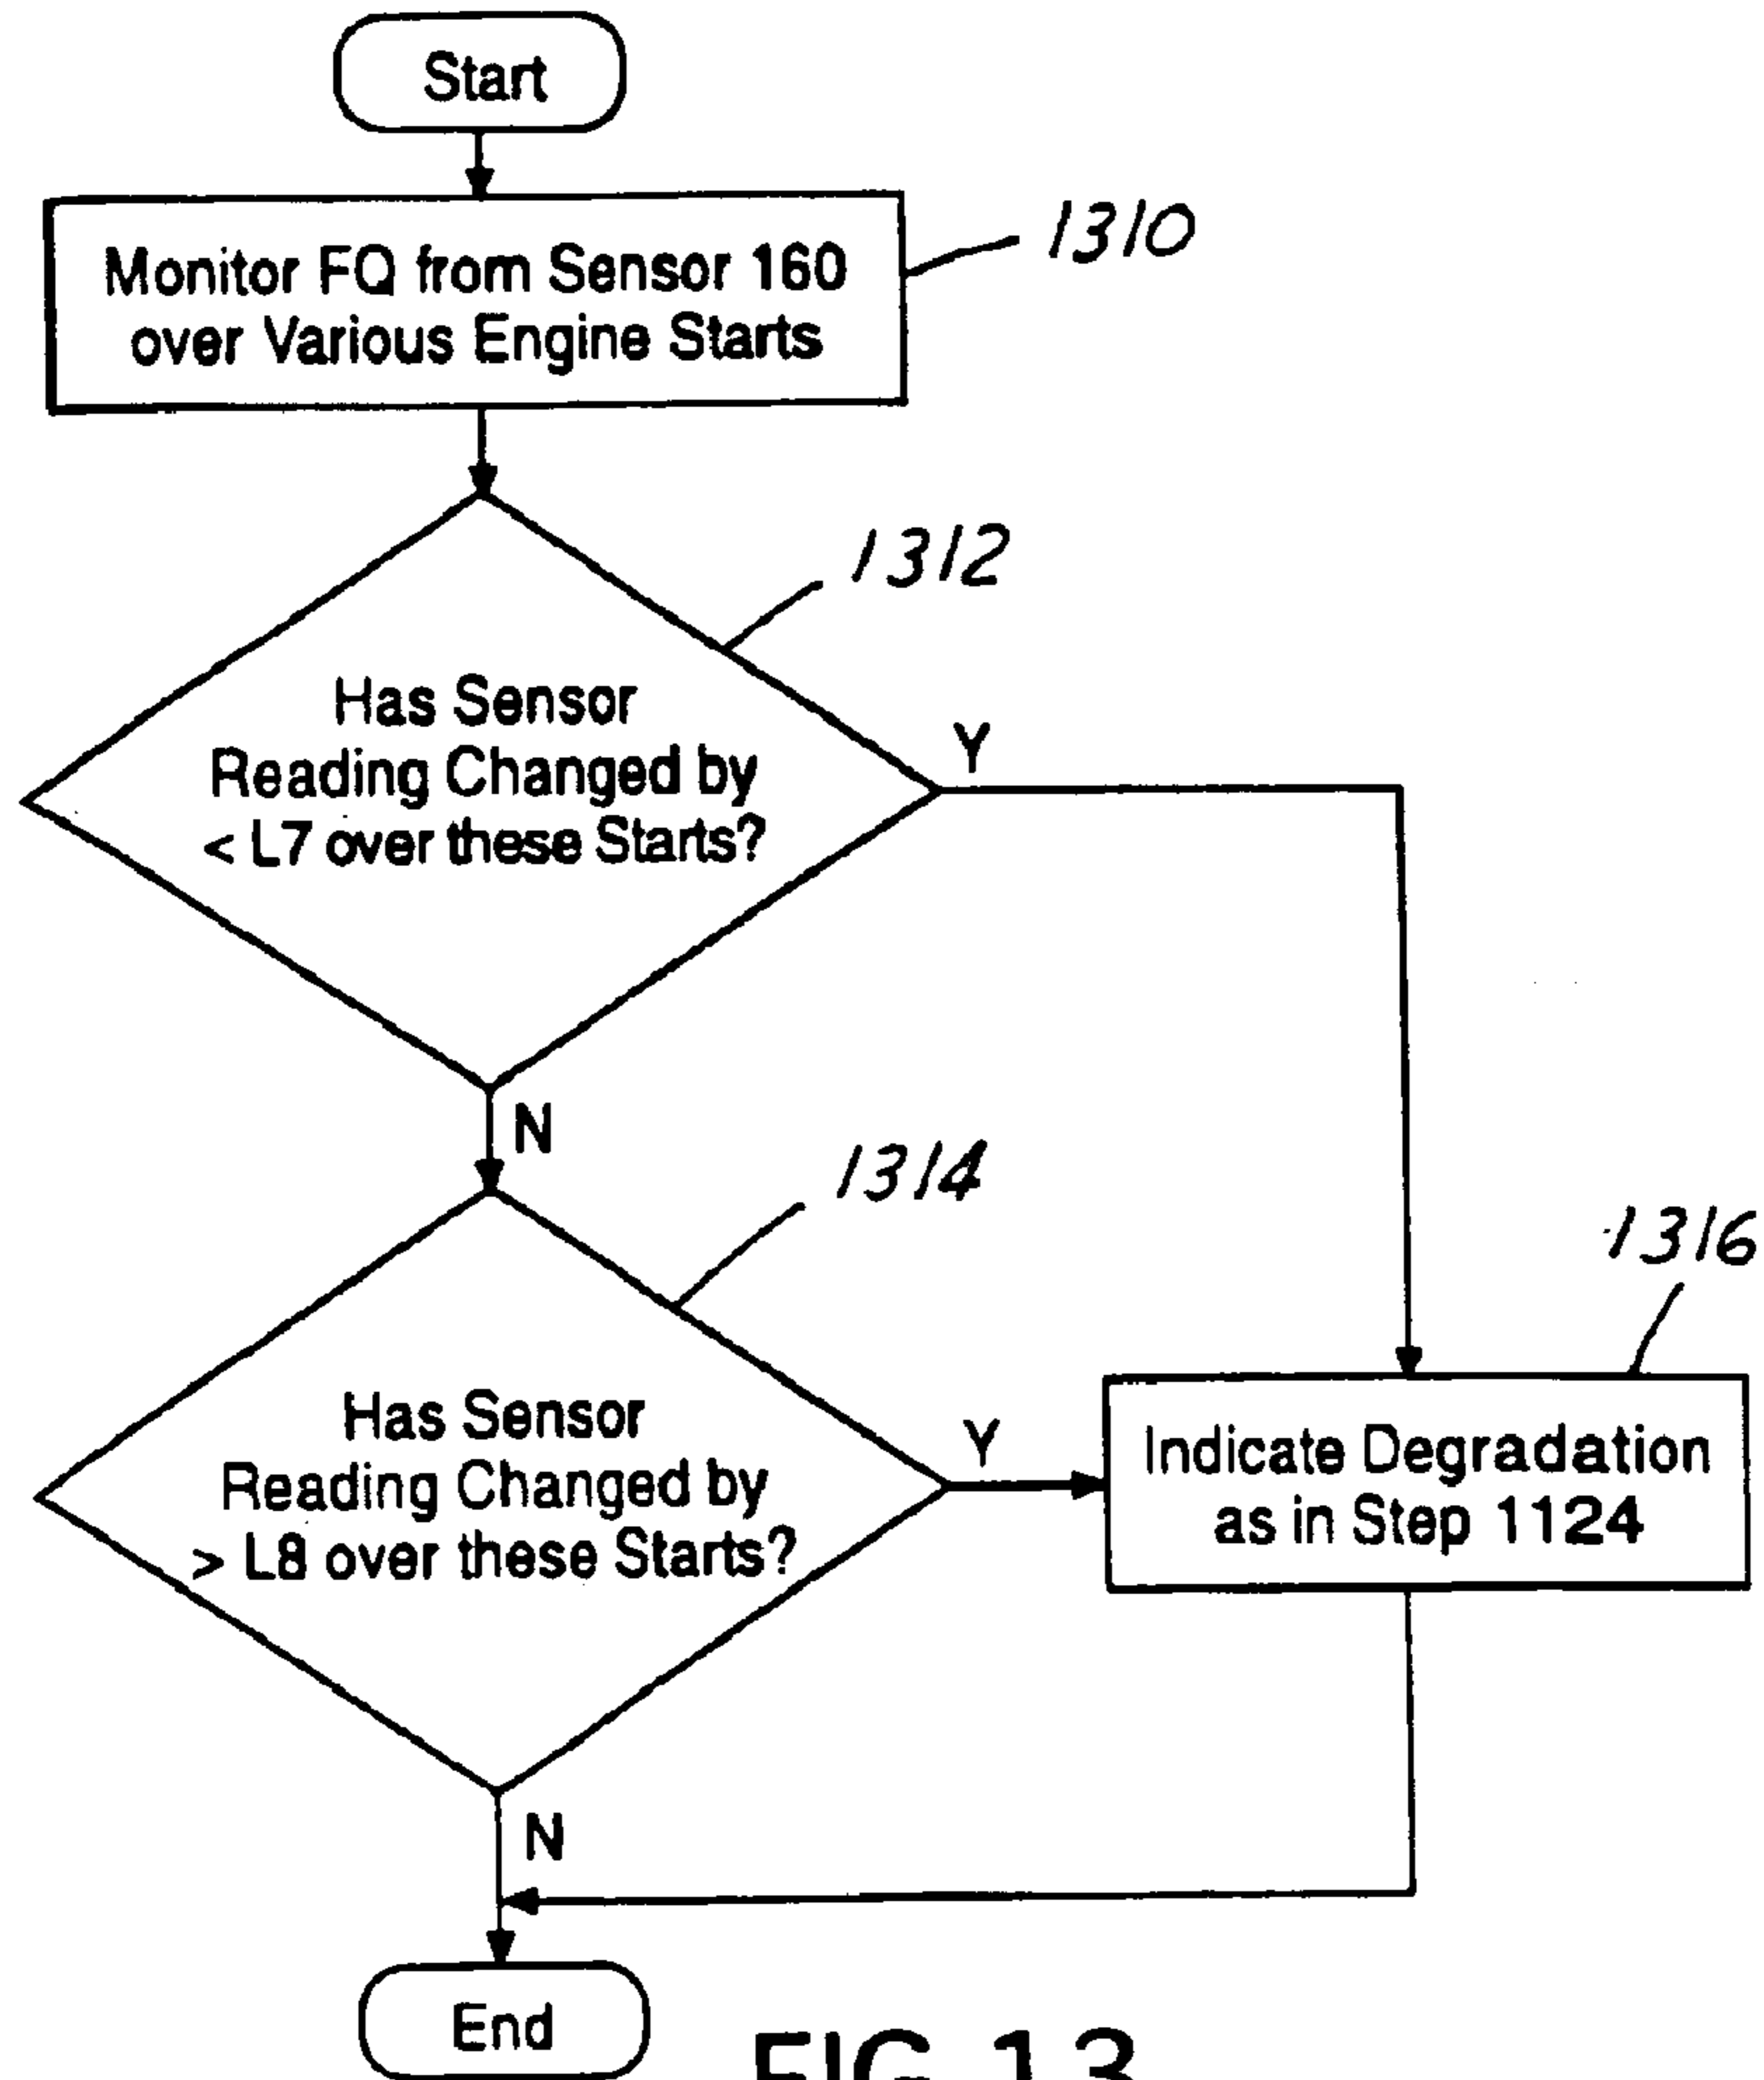 Start
Monitor FQ from Sensor 160
over Various Engine Starts
1310
1312
Has Sensor
Reading Changed by
< L7 over these Starts?
Y
N
1314
1316
Has Sensor
Reading Changed by
> L8 over these Starts?
Y
Indicate Degradation
as in Step 1124
N
End
FIG 13